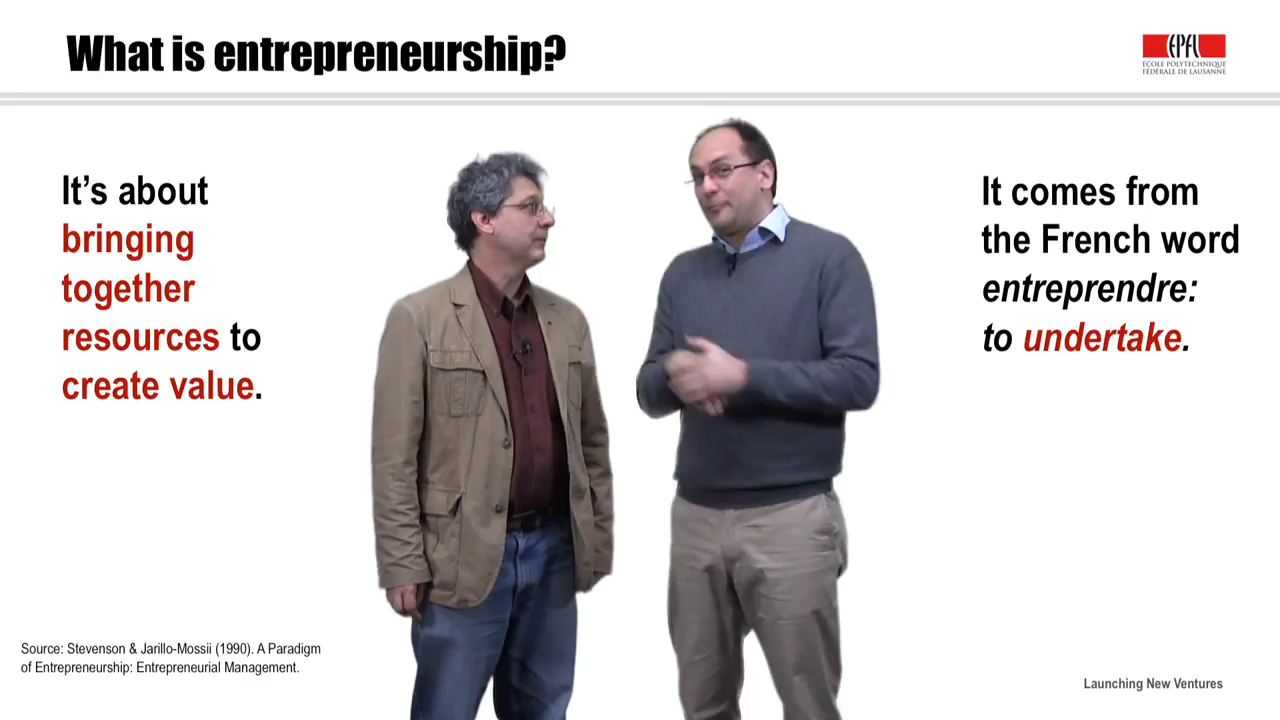 What is entrepreneurship?
EPFL
ECOLE POLYTECHNIQUE
FÉDÉRALE DE LAUSANNE
It's about
bringing
together
resources to
create value.
It comes from
the French word
entreprendre:
to undertake.
Source: Stevenson & Jarillo-Mossii (1990). A Paradigm
of Entrepreneurship: Entrepreneurial Management.
Launching New Ventures